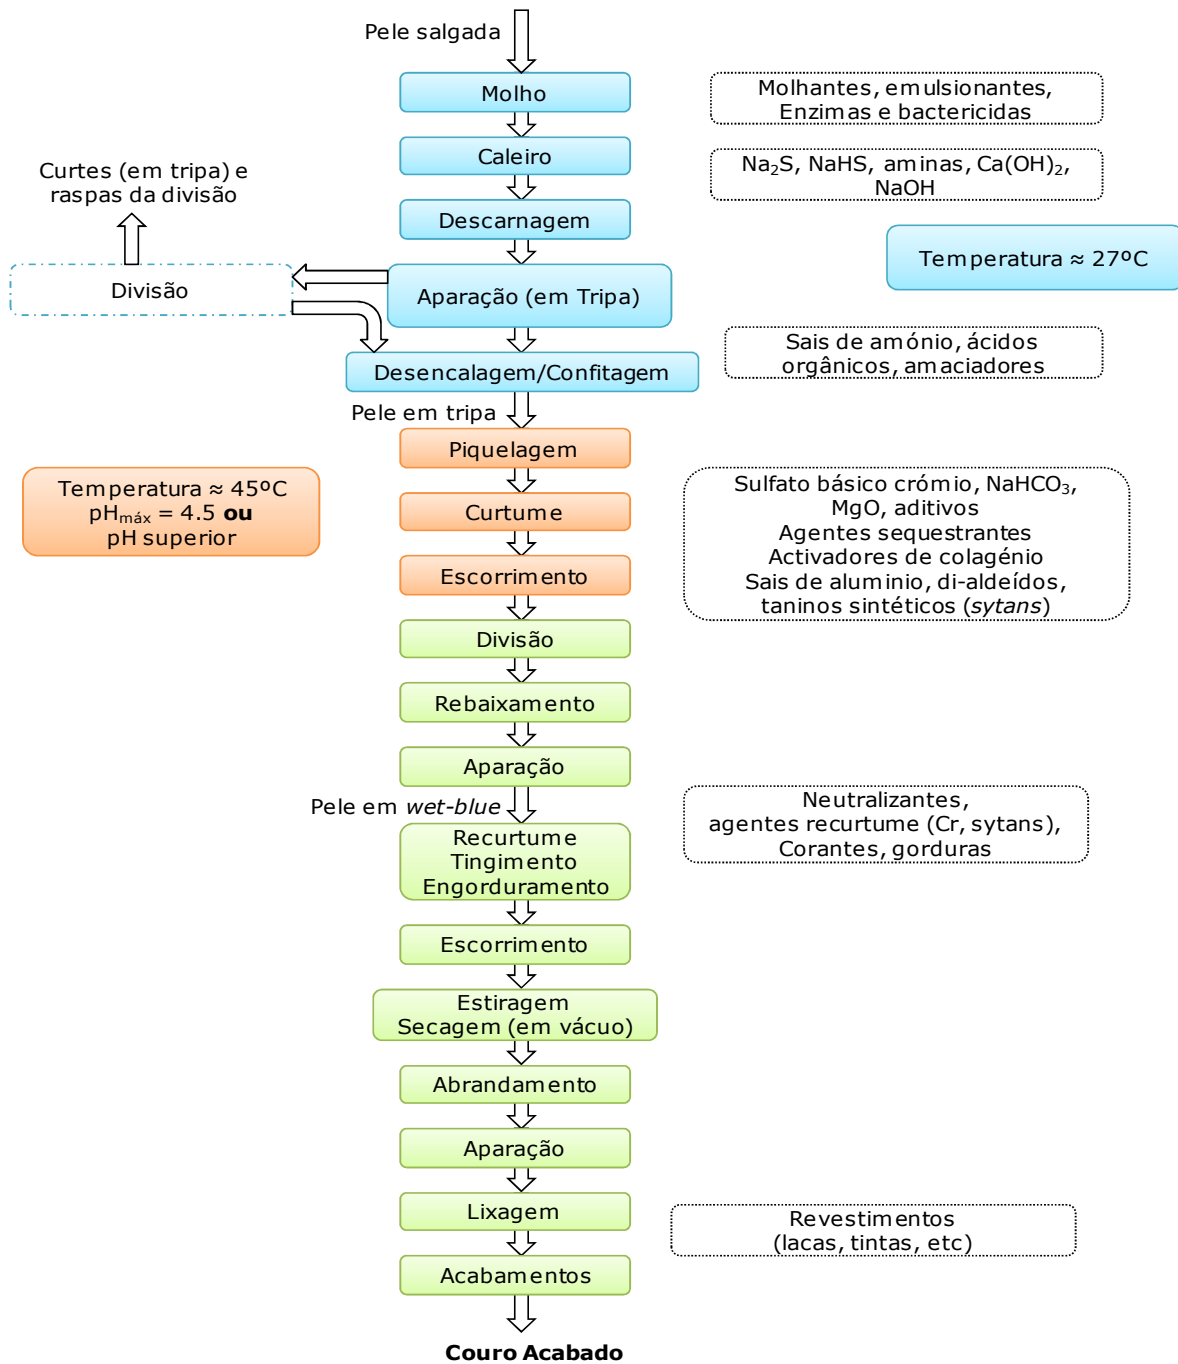 Pele salgada
Molho
Molhantes, emulsionantes,
Enzimas e bactericidas
Caleiro
Na₂S, NaHS, aminas, Ca(OH)₂,
NaOH
Curtes (em tripa) e
raspas da divisão
Descarnagem
Temperatura ≈ 27ºC
Divisão
Aparação (em Tripa)
Sais de amónio, ácidos
orgânicos, amaciadores
Desencalagem/Confitagem
Pele em tripa
Piquelagem
Temperatura ≈ 45ºC
pHmáx = 4.5 ou
pH superior
Curtume
Sulfato básico crómio, NaHCO₃,
MgO, aditivos
Agentes sequestrantes
Activadores de colagénio
Sais de aluminio, di-aldeídos,
taninos sintéticos (sytans)
Escorrimento
Divisão
Rebaixamento
Aparação
Pele em wet-blue
Neutralizantes,
agentes recurtume (Cr, sytans),
Corantes, gorduras
Recurtume
Tingimento
Engorduramento
Escorrimento
Estiragem
Secagem (em vácuo)
Abrandamento
Aparação
Lixagem
Revestimentos
(lacas, tintas, etc)
Acabamentos
Couro Acabado